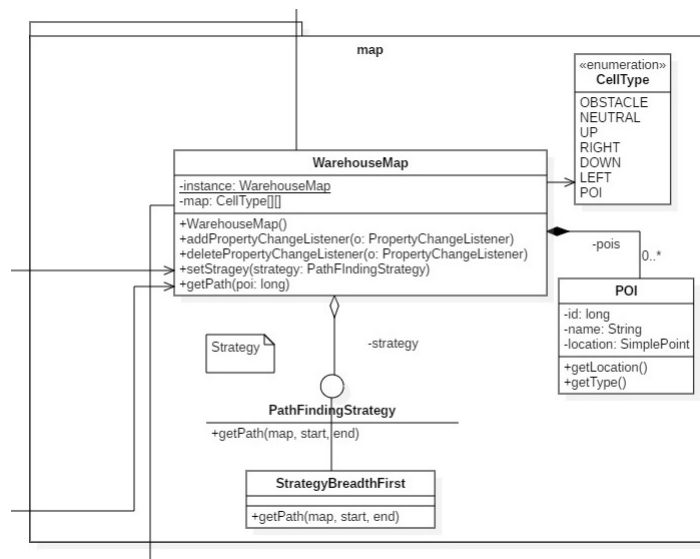 map
«enumeration»
CellType
OBSTACLE
NEUTRAL
UP
RIGHT
DOWN
LEFT
POI
WarehouseMap
-instance: WarehouseMap
-map: CellType[][]
+WarehouseMap()
+addPropertyChangeListener(o: PropertyChangeListener)
+deletePropertyChangeListener(o: PropertyChangeListener)
+setStragey(strategy: PathFIndingStrategy)
+getPath(poi: long)
-pois
0..*
POI
-id: long
-name: String
-location: SimplePoint
+getLocation()
+getType()
Strategy
-strategy
PathFindingStrategy
+getPath(map, start, end)
StrategyBreadthFirst
+getPath(map, start, end)